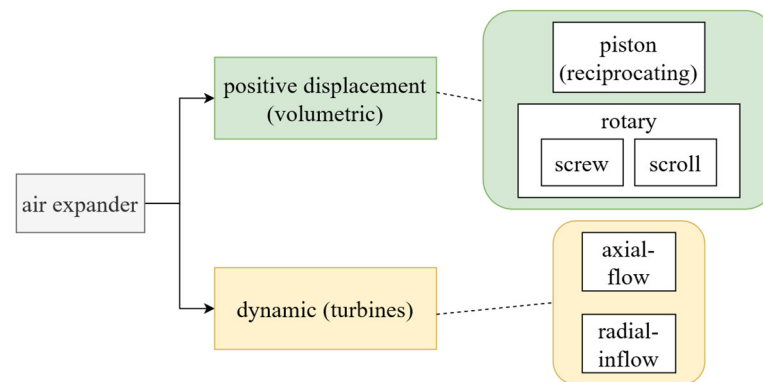 air expander
positive displacement
(volumetric)
dynamic (turbines)
piston
(reciprocating)
rotary
screw
scroll
axial-
flow
radial-
inflow